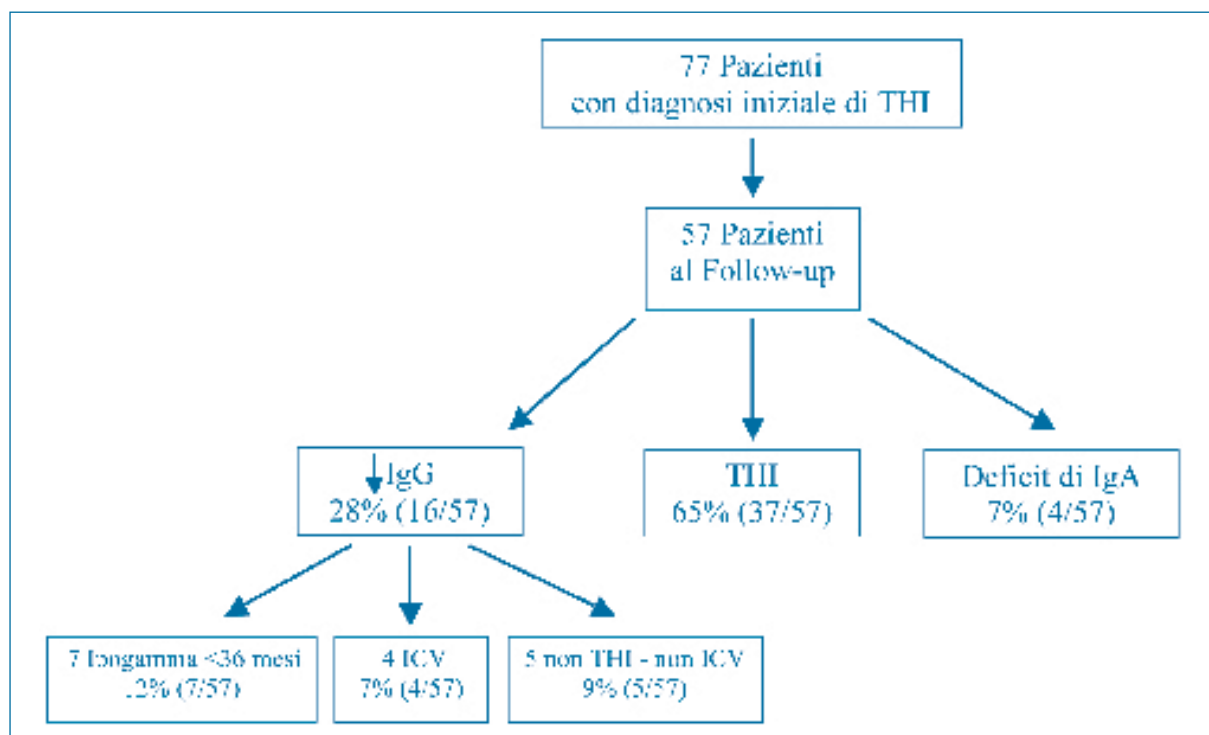 77 Pazienti
con diagnosi iniziale di THI
57 Pazienti
al Follow-up
IgG
28% (16/57)
THI
65% (37/57)
Deficit di IgA
7% (4/57)
7 Ipogamma <36 mesi
12% (7/57)
4 ICV
7% (4/57)
5 non THI - non ICV
9% (5/57)